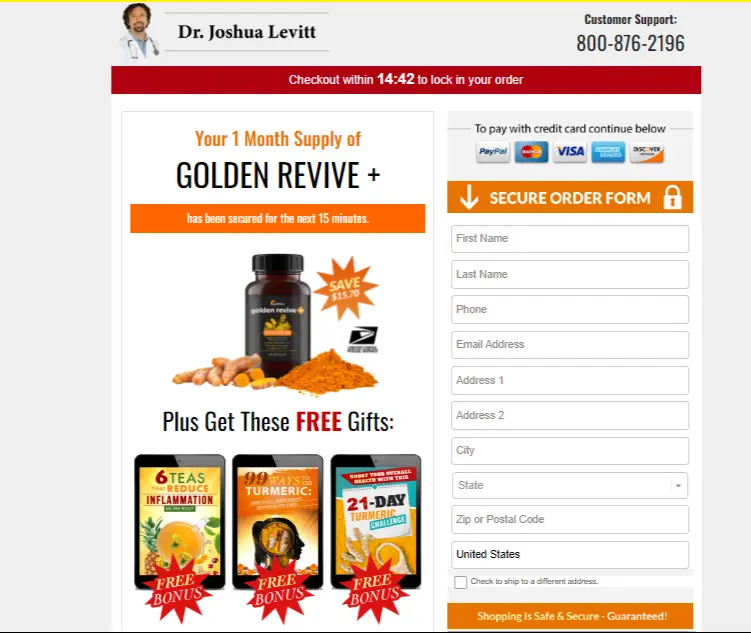 Dr. Joshua Levitt
Customer Support:
800-876-2196
Checkout within 14:42 to lock in your order
Your 1 Month Supply of
GOLDEN REVIVE +
has been secured for the next 15 minutes.
golden revive+
SAVE
$15.70
Plus Get These FREE Gifts:
6 TEAS
THAT REDUCE
INFLAMMATION
IN THE BODY
FREE
BONUS
99 WAYS TO
USE
TURMERIC:
FREE
BONUS
BOOST YOUR OVERALL
HEALTH WITH THIS
21-DAY
TURMERIC
CHALLENGE
FREE
BONUS
To pay with credit card continue below
PayPal
MasterCard
VISA
AMERICAN EXPRESS
DISCOVER
SECURE ORDER FORM
First Name
Last Name
Phone
Email Address
Address 1
Address 2
City
State
Zip or Postal Code
United States
Check to ship to a different address.
Shopping Is Safe & Secure - Guaranteed!